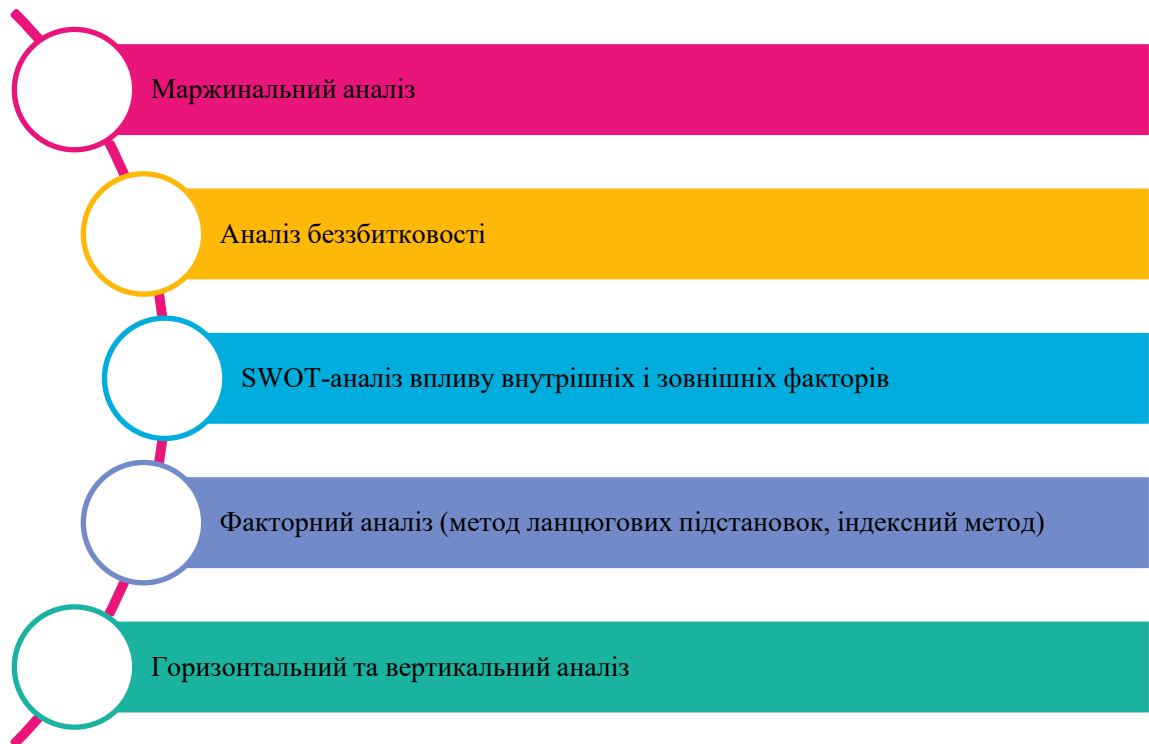 Маржинальний аналіз
Аналіз беззбитковості
SWOT-аналіз впливу внутрішніх і зовнішніх факторів
Факторний аналіз (метод ланцюгових підстановок, індексний метод)
Горизонтальний та вертикальний аналіз